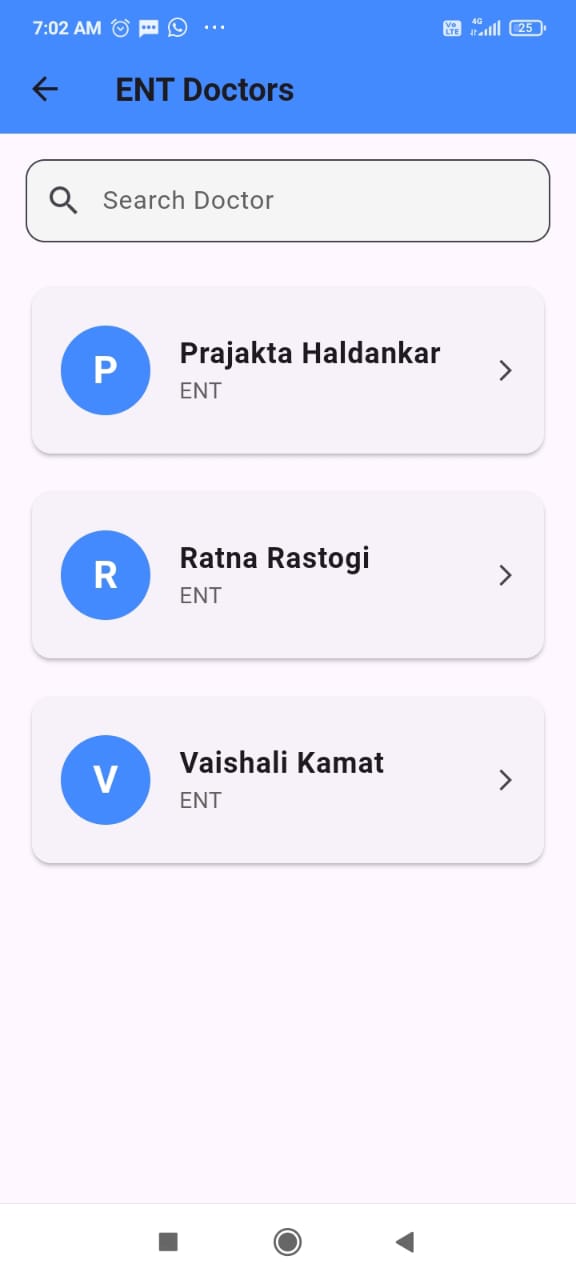 7:02 AM
Vo LTE 4G 25
ENT Doctors
Search Doctor
P
Prajakta Haldankar
ENT
R
Ratna Rastogi
ENT
V
Vaishali Kamat
ENT